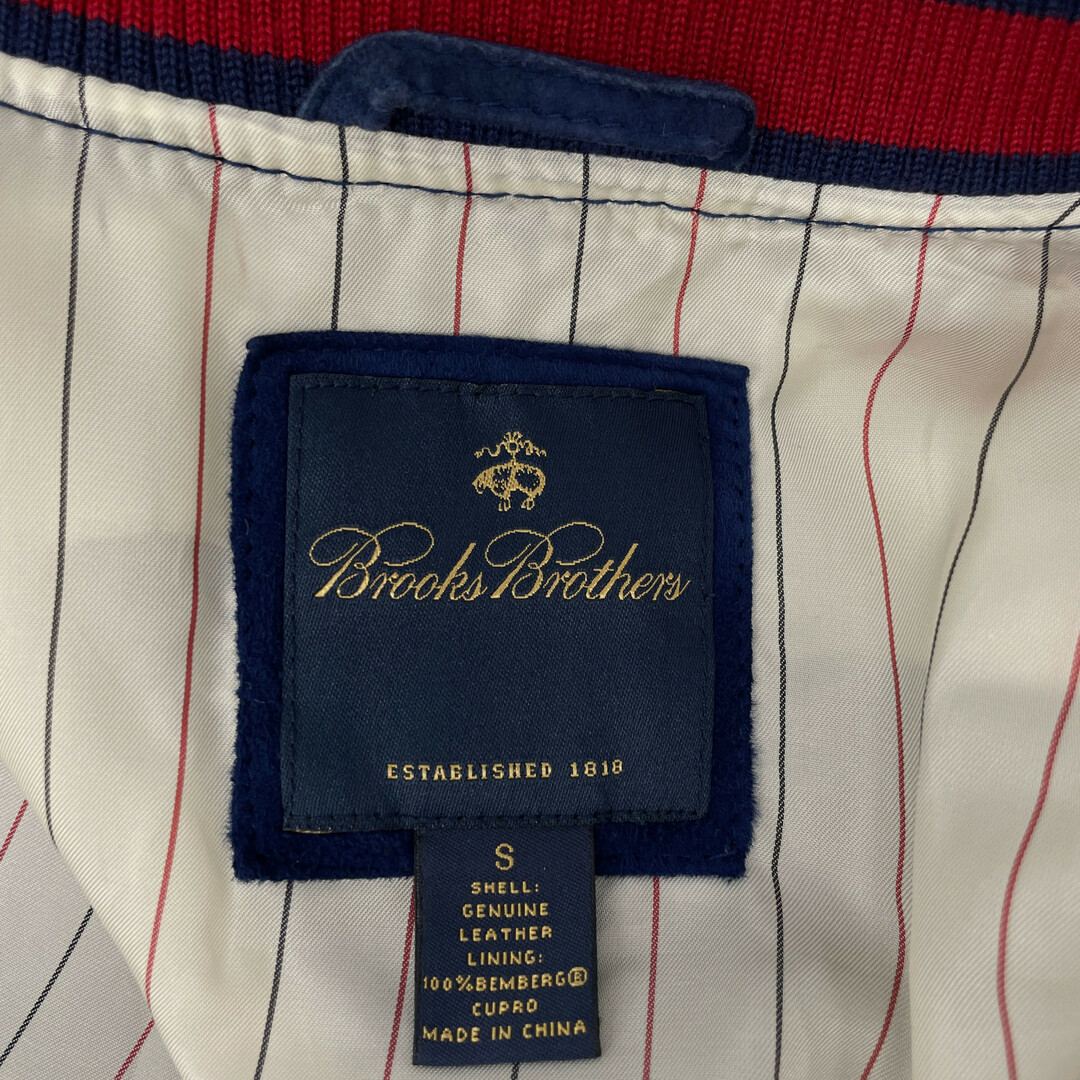 Brooks Brothers
ESTABLISHED 1818
S
SHELL:
GENUINE
LEATHER
LINING:
100%BEMBERG®
CUPRO
MADE IN CHINA